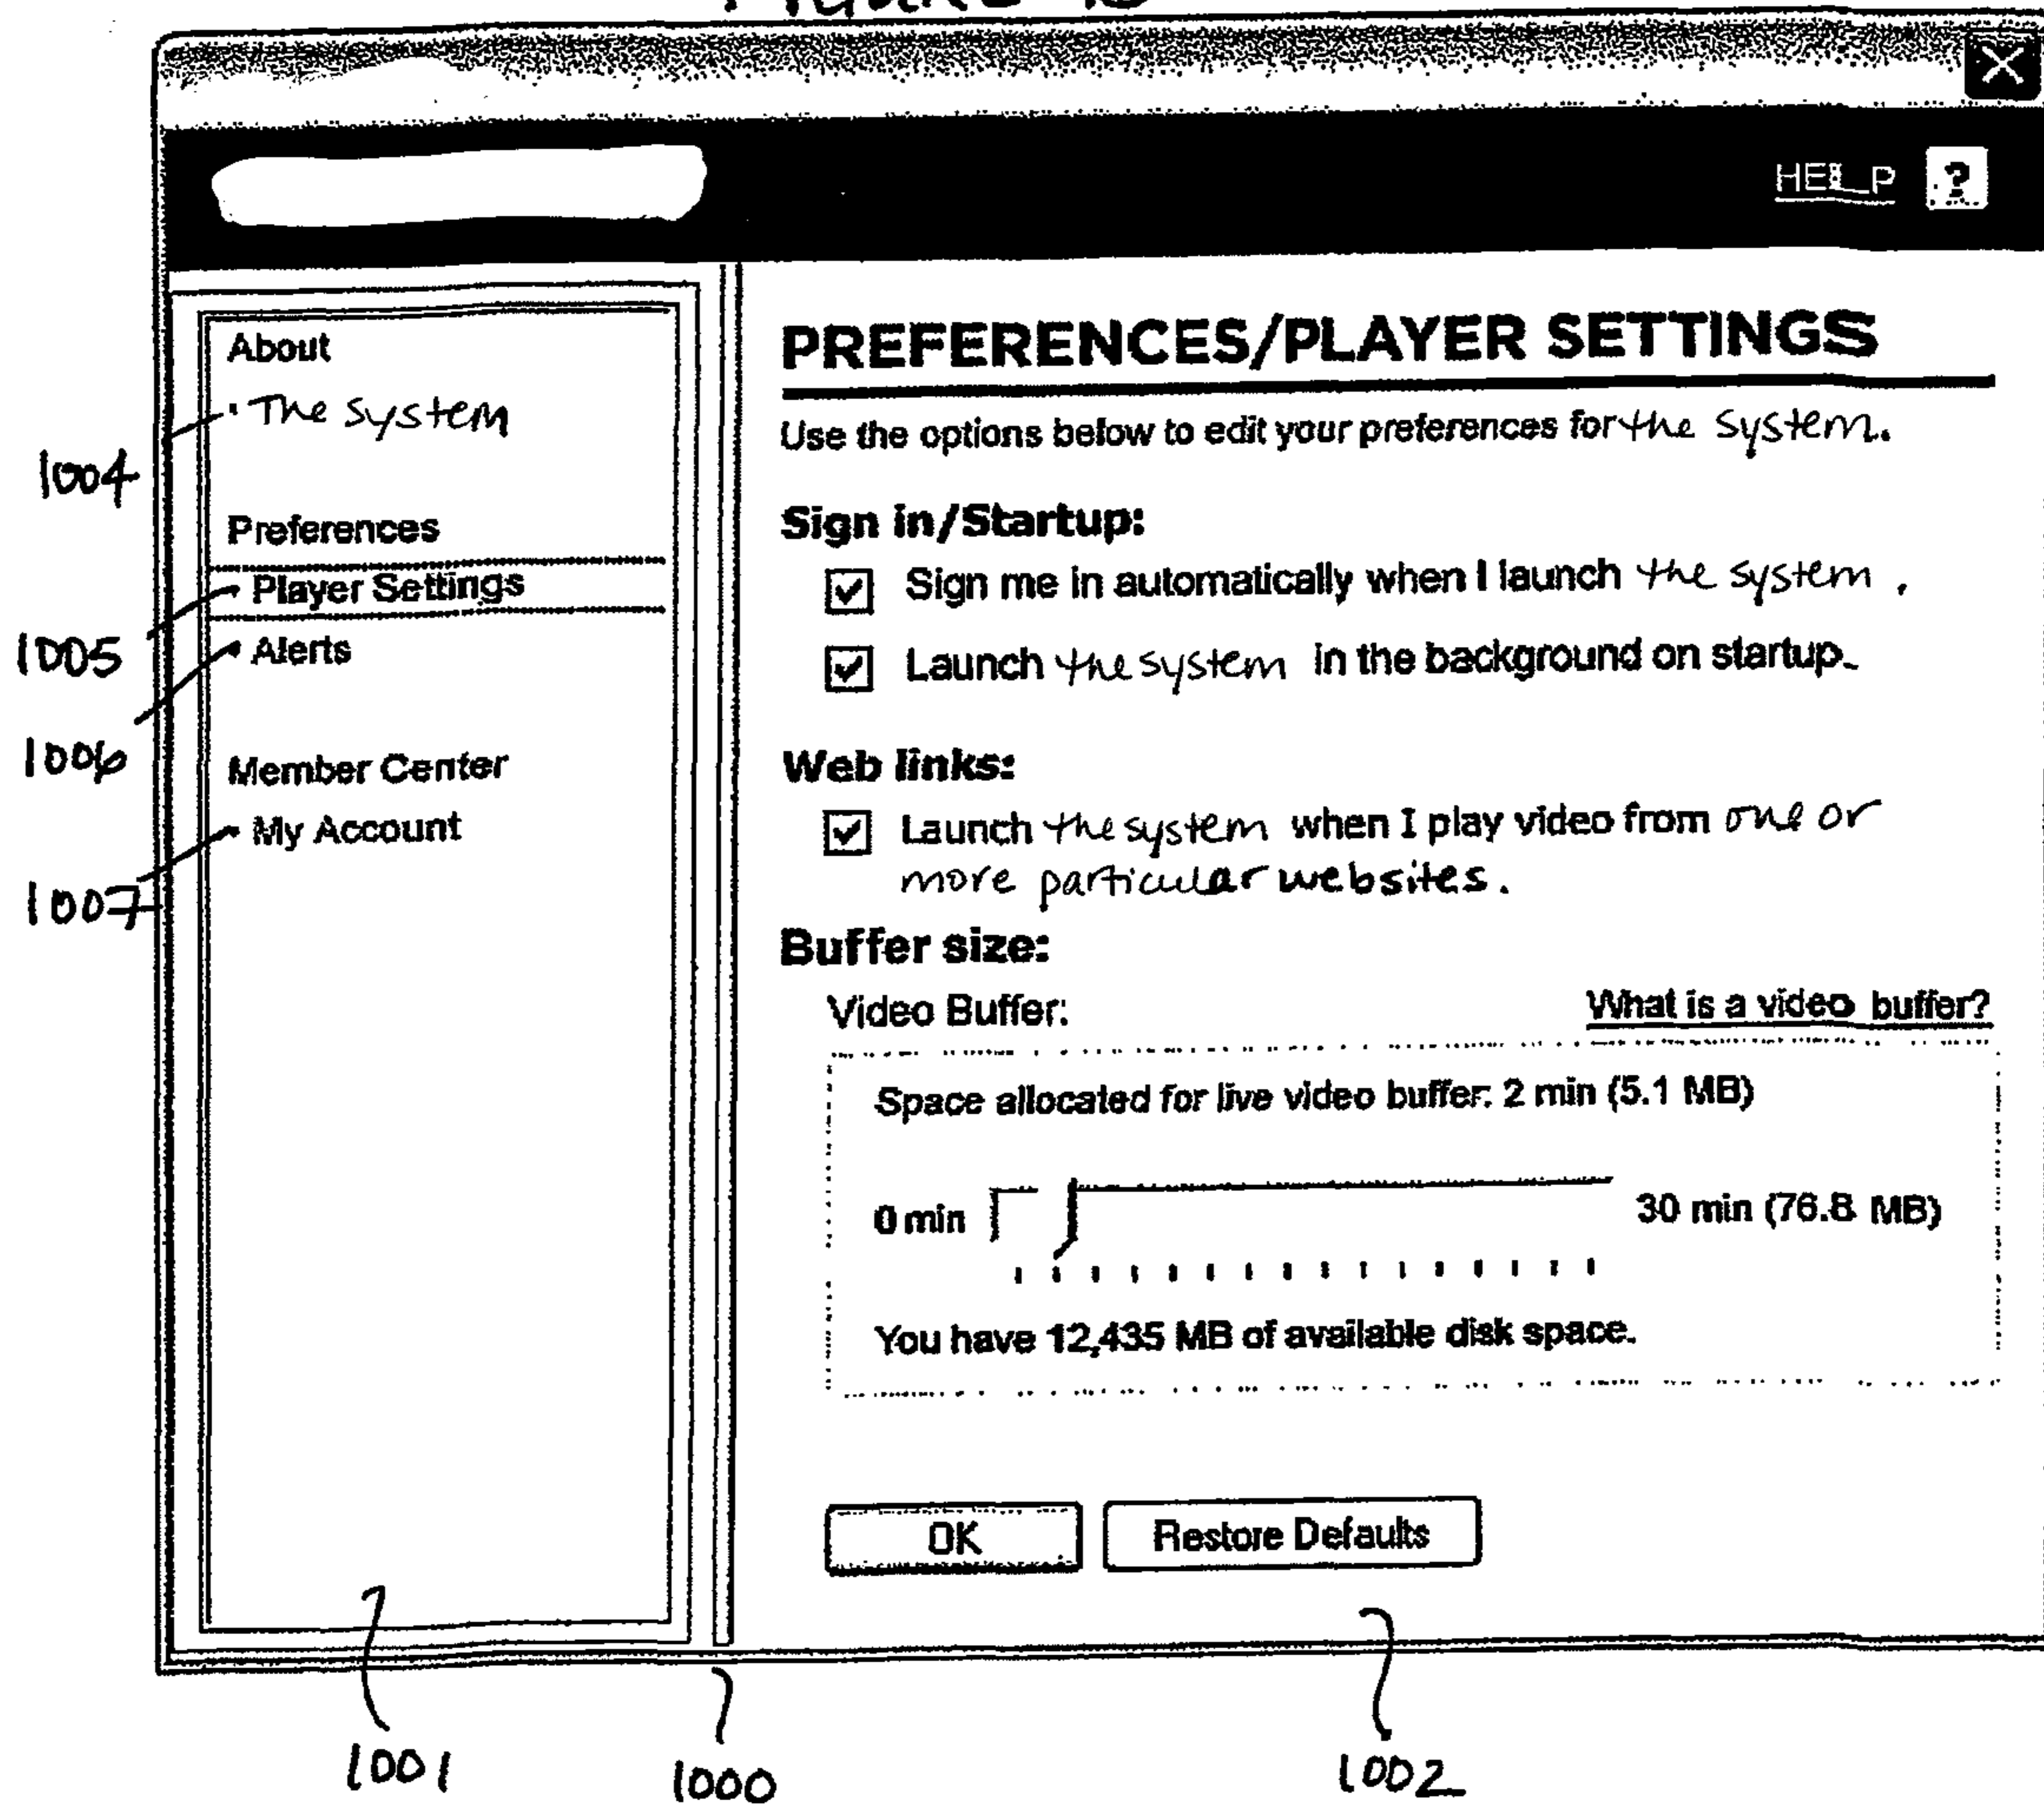 HELP ?
About
· The system
1004
Preferences
· Player Settings
1005
· Alerts
1006
Member Center
· My Account
1007
PREFERENCES/PLAYER SETTINGS
Use the options below to edit your preferences for the system.
Sign in/Startup:
Sign me in automatically when I launch the system.
Launch the system in the background on startup.
Web links:
Launch the system when I play video from one or
more particular websites.
Buffer size:
Video Buffer: What is a video buffer?
Space allocated for live video buffer: 2 min (5.1 MB)
0 min 30 min (76.8 MB)
You have 12,435 MB of available disk space.
OK Restore Defaults
1001 1000 1002